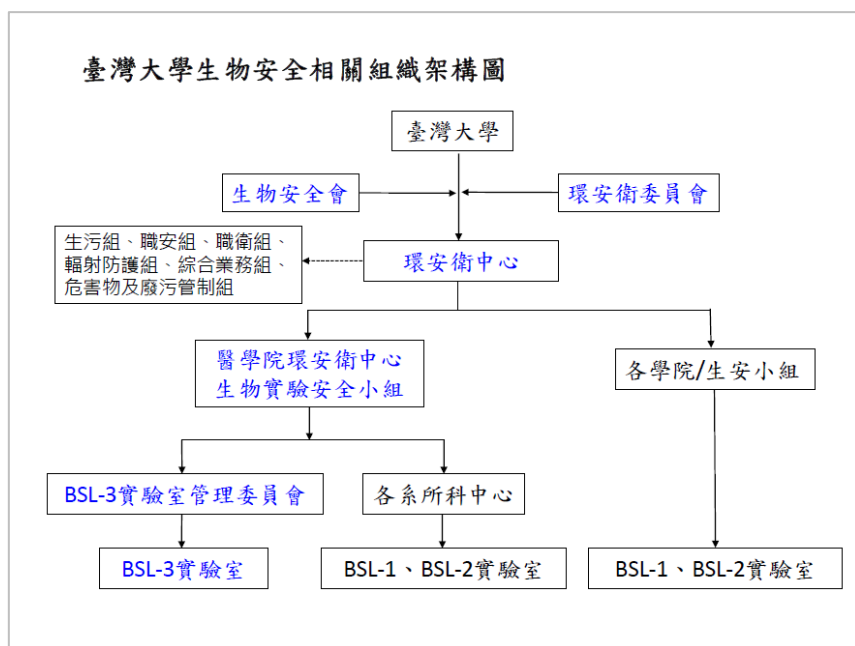 臺灣大學生物安全相關組織架構圖
臺灣大學
生物安全會
環安衛委員會
生污組、職安組、職衛組、
輻射防護組、綜合業務組、
危害物及廢污管制組
環安衛中心
醫學院環安衛中心
生物實驗安全小組
各學院/生安小組
BSL-3實驗室管理委員會
各系所科中心
BSL-3實驗室
BSL-1、BSL-2實驗室
BSL-1、BSL-2實驗室